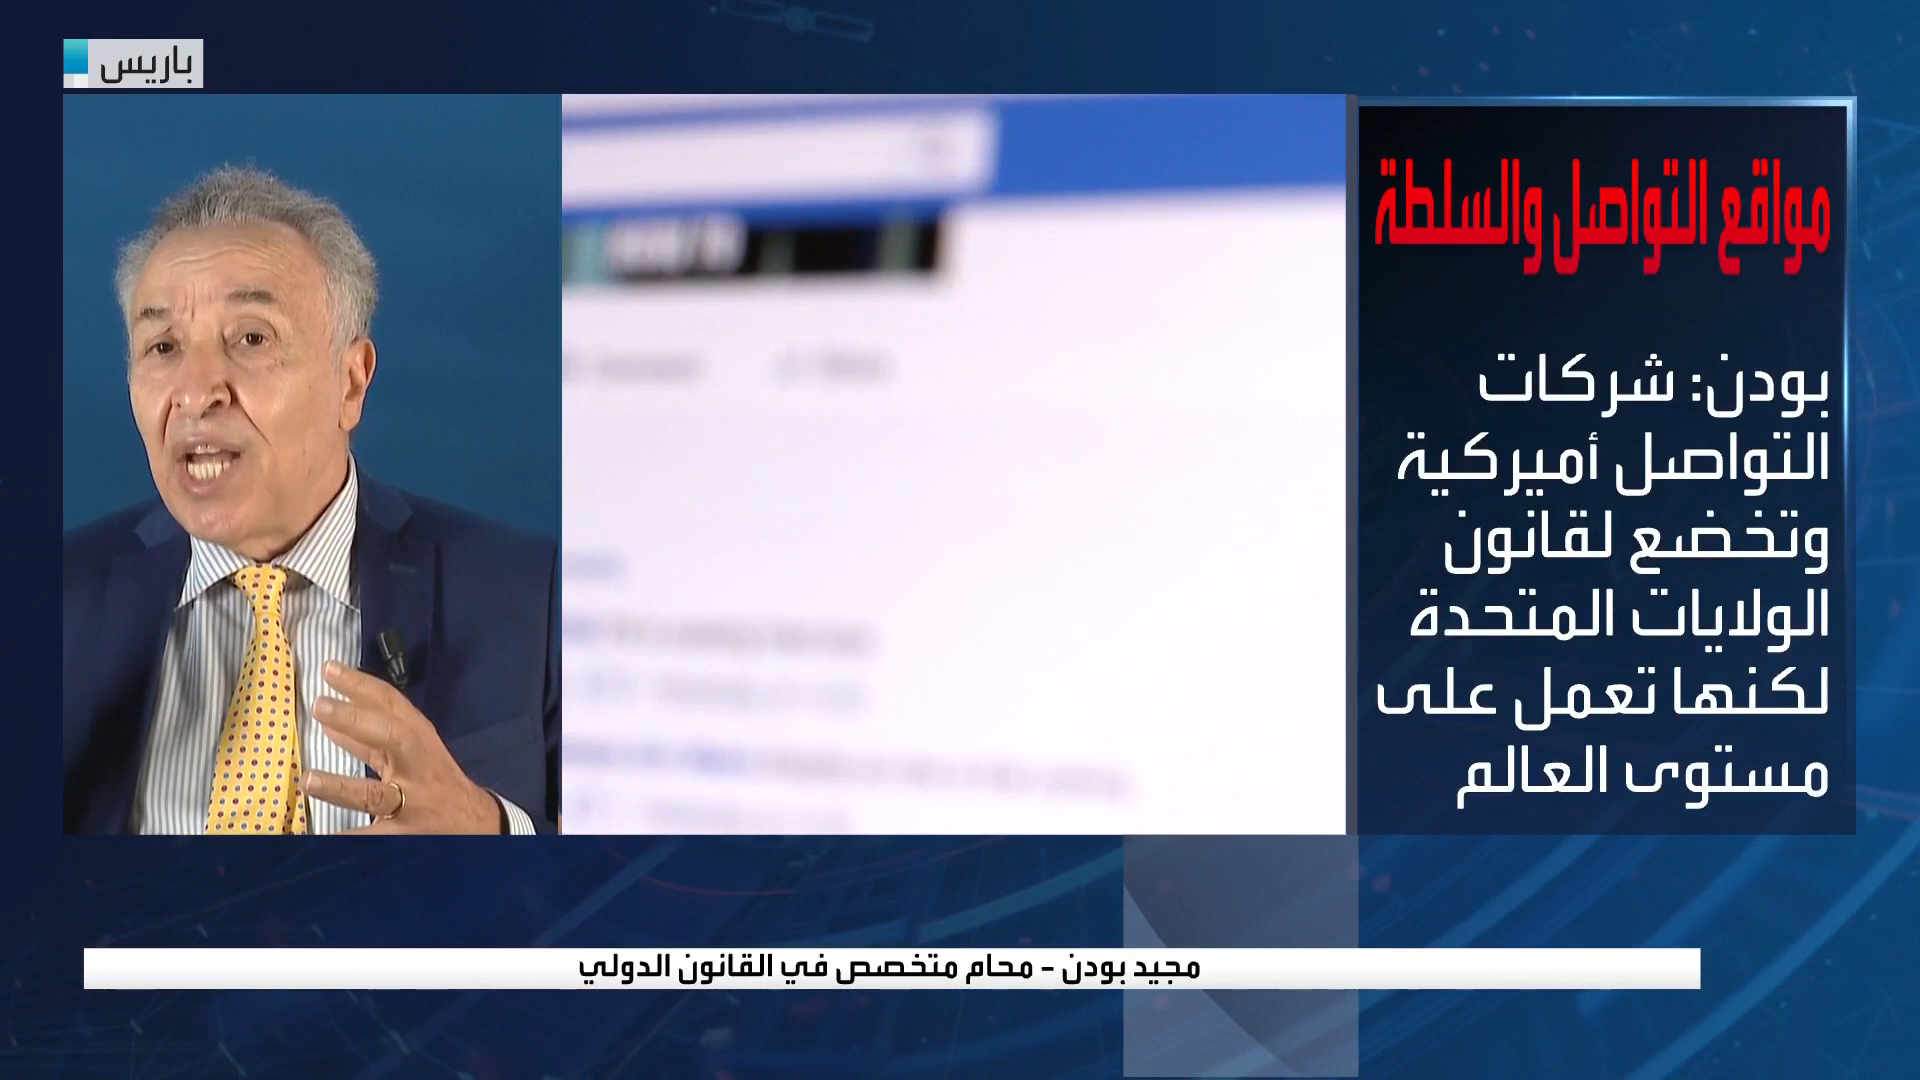 باريس
مواقع التواصل والسلطة
بودن: شركات
التواصل أميركية
وتخضع لقانون
الولايات المتحدة
لكنها تعمل على
مستوى العالم
مجيد بودن - محام متخصص في القانون الدولي